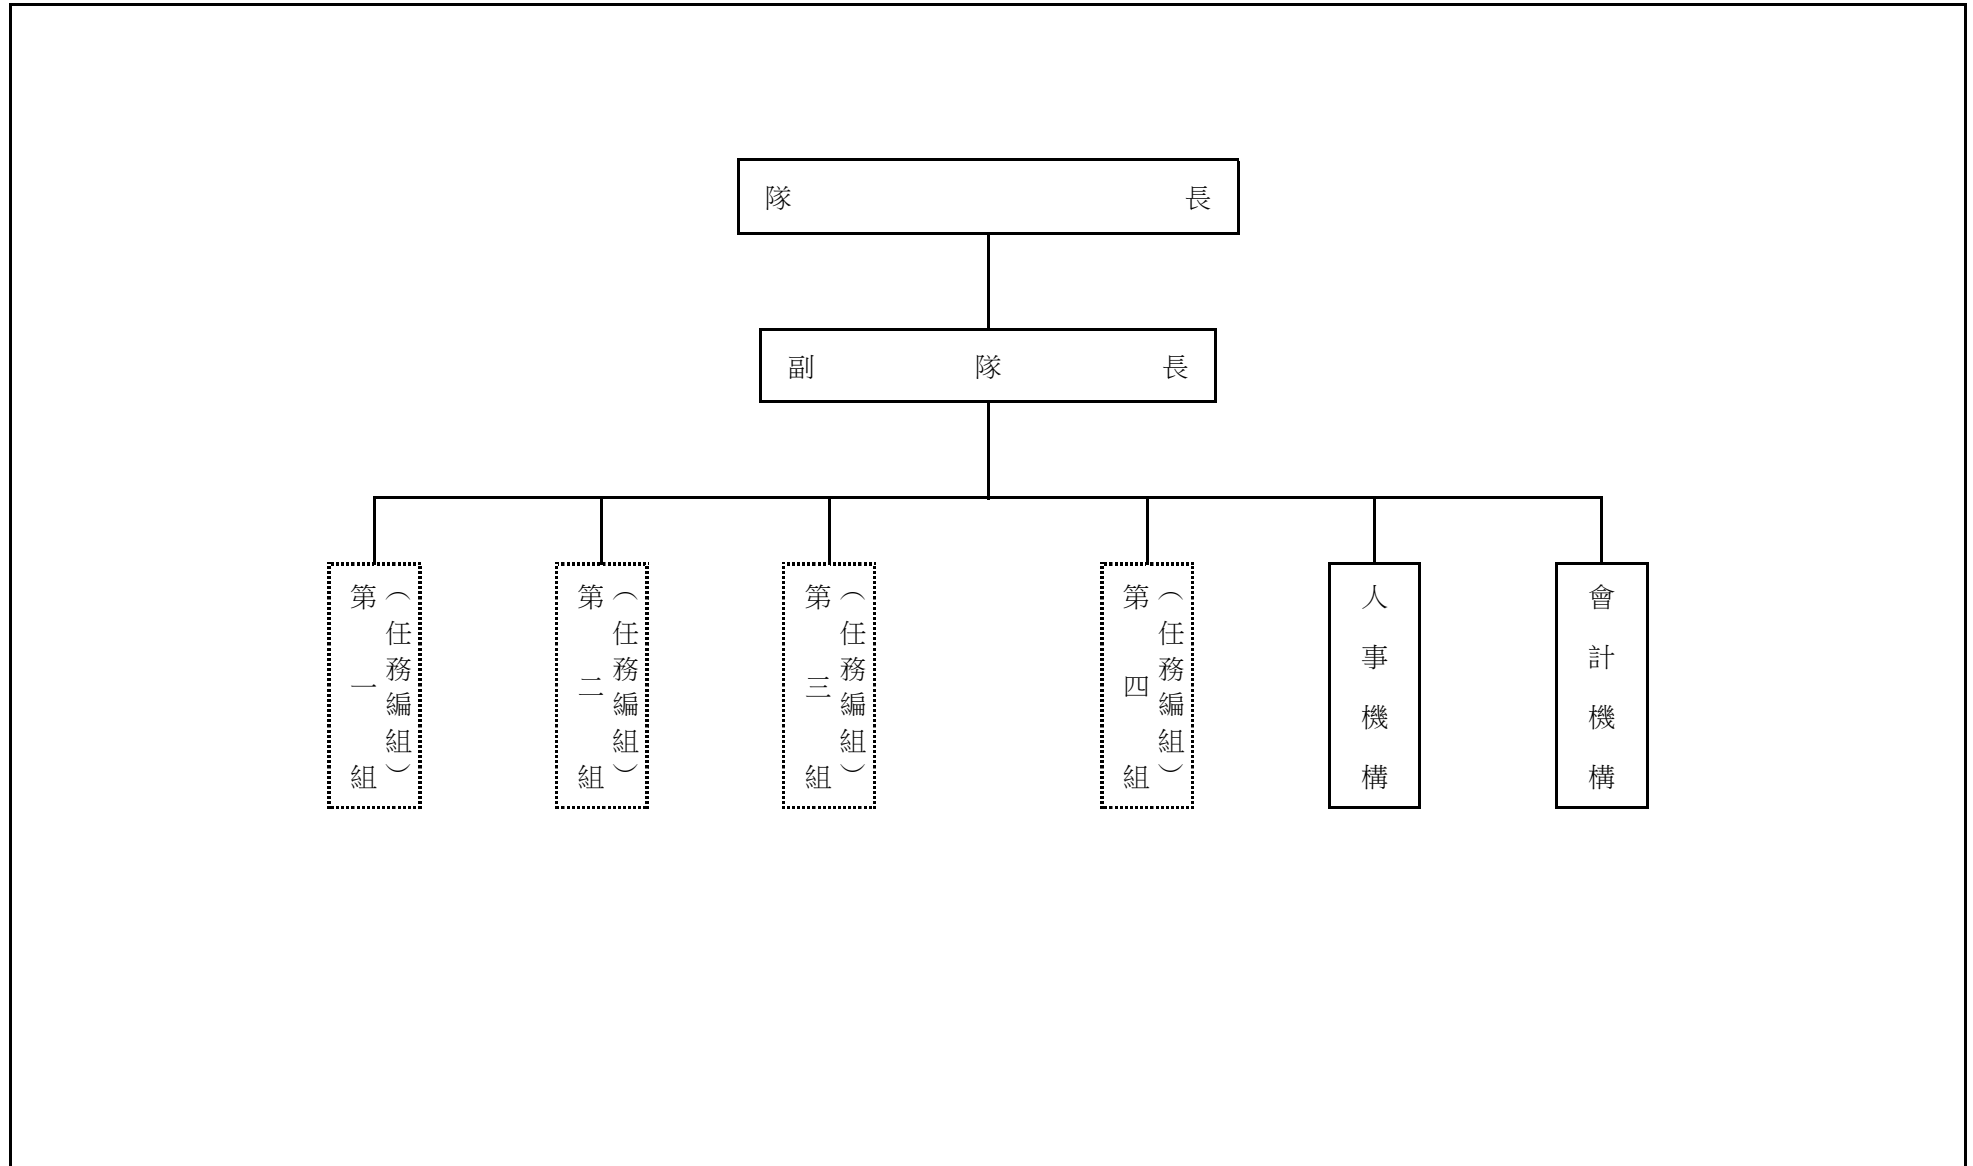 隊長
副隊長
第一組
（任務編組）
第二組
（任務編組）
第三組
（任務編組）
第四組
（任務編組）
人事機構
會計機構